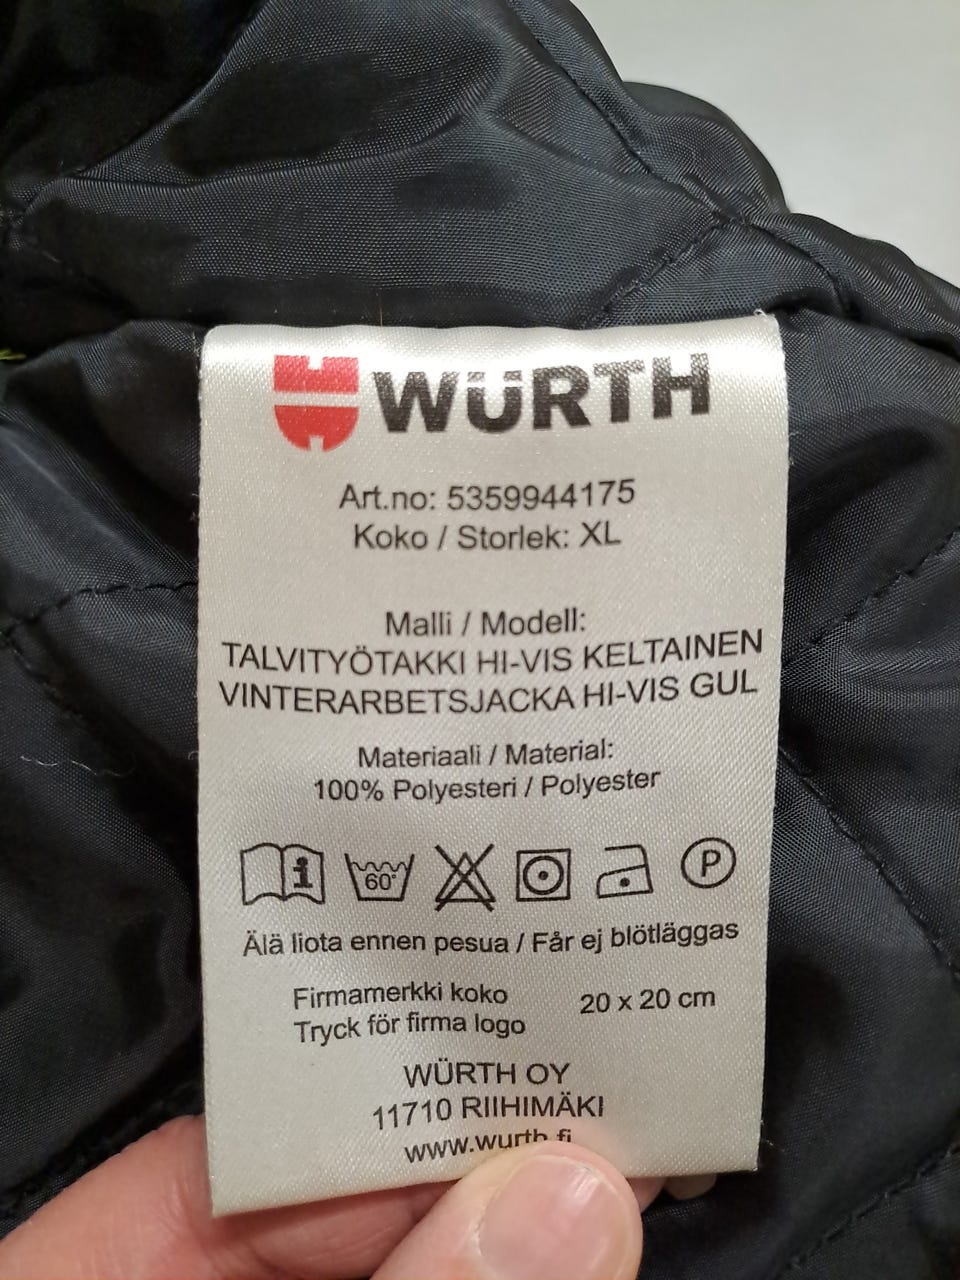 WÜRTH
Art.no: 5359944175
Koko / Storlek: XL
Malli / Modell:
TALVITYÖTAKKI HI-VIS KELTAINEN
VINTERARBETSJACKA HI-VIS GUL
Materiaali / Material:
100% Polyesteri / Polyester
i 60° P
Älä liota ennen pesua / Får ej blötläggas
Firmamerkki koko 20 x 20 cm
Tryck för firma logo
WÜRTH OY
11710 RIIHIMÄKI
www.wurth.fi